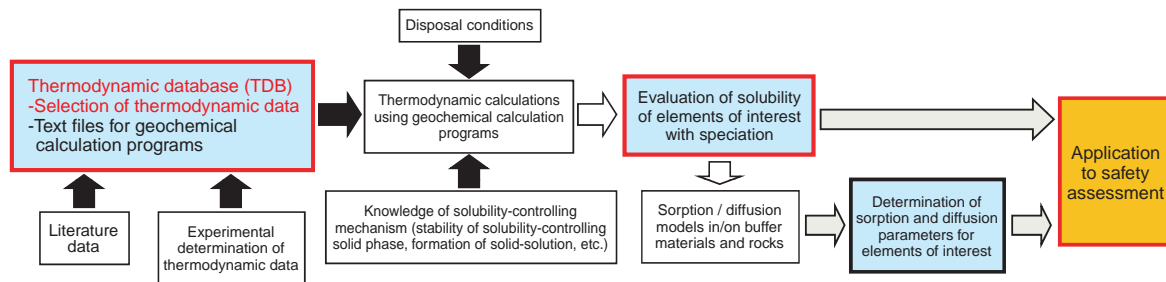 Disposal conditions
Thermodynamic database (TDB)
-Selection of thermodynamic data
-Text files for geochemical
calculation programs
Thermodynamic calculations
using geochemical calculation
programs
Evaluation of solubility
of elements of interest
with speciation
Application
to safety
assessment
Literature
data
Experimental
determination of
thermodynamic data
Knowledge of solubility-controlling
mechanism (stability of solubility-controlling
solid phase, formation of solid-solution, etc.)
Sorption / diffusion
models in/on buffer
materials and rocks
Determination of
sorption and diffusion
parameters for
elements of interest